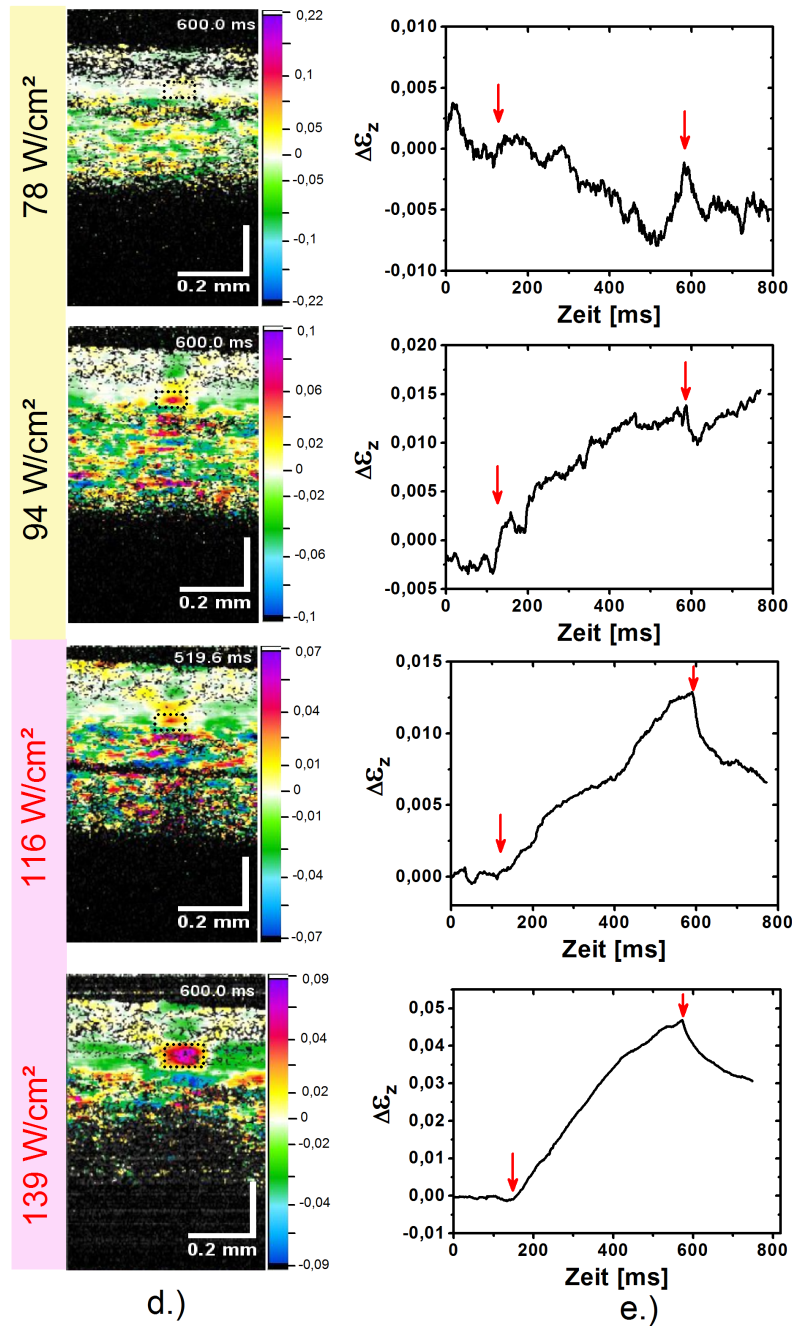 78 W/cm²
600.0 ms
0.2 mm
0,22
0,1
0,05
0
-0,05
-0,1
-0,22
0,010
0,005
0,000
-0,005
-0,010
Δεz
0 200 400 600 800
Zeit [ms]
94 W/cm²
600.0 ms
0.2 mm
0,1
0,06
0,02
0
-0,02
-0,06
-0,1
0,020
0,015
0,010
0,005
0,000
-0,005
Δεz
0 200 400 600 800
Zeit [ms]
116 W/cm²
519.6 ms
0.2 mm
0,07
0,04
0,01
0
-0,01
-0,04
-0,07
0,015
0,010
0,005
0,000
Δεz
0 200 400 600 800
Zeit [ms]
139 W/cm²
600.0 ms
0.2 mm
0,09
0,04
0,02
0
-0,02
-0,04
-0,09
0,05
0,04
0,03
0,02
0,01
0,00
-0,01
Δεz
0 200 400 600 800
Zeit [ms]
d.)
e.)